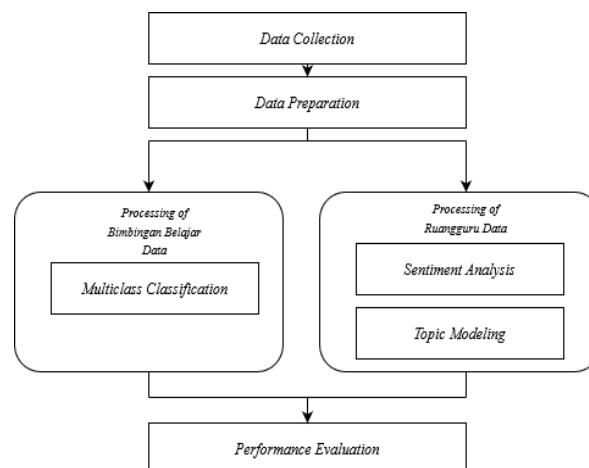 Data Collection
Data Preparation
Processing of
Bimbingan Belajar
Data
Multiclass Classification
Processing of
Ruangguru Data
Sentiment Analysis
Topic Modeling
Performance Evaluation